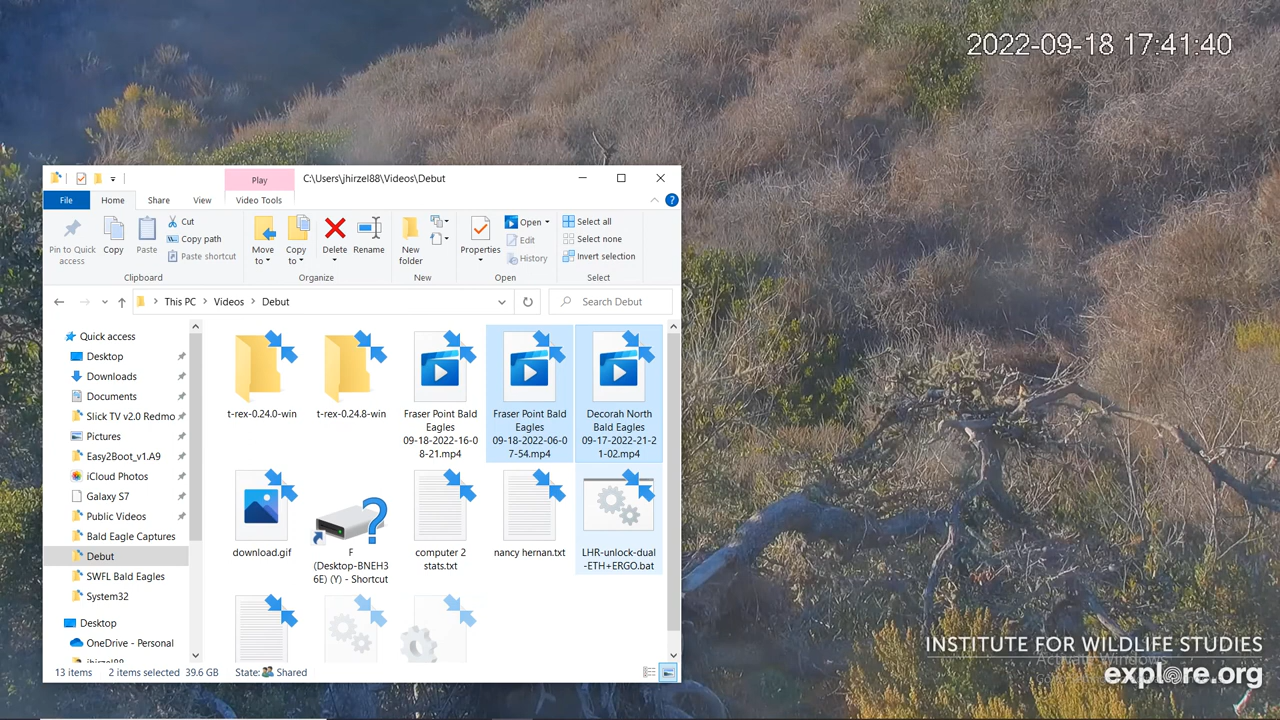 2022-09-18 17:41:40
C:\Users\jhirzel88\Videos\Debut
Play
File
Home
Share
View
Video Tools
Pin to Quick access
Copy
Paste
Cut
Copy path
Paste shortcut
Clipboard
Move to
Copy to
Delete
Rename
Organize
New folder
New
Properties
Open
Edit
History
Open
Select all
Select none
Invert selection
Select
This PC
Videos
Debut
Search Debut
Quick access
Desktop
Downloads
Documents
Slick TV v2.0 Redmo
Pictures
Easy2Boot_v1.A9
iCloud Photos
Galaxy S7
Public Videos
Bald Eagle Captures
Debut
SWFL Bald Eagles
System32
Desktop
OneDrive - Personal
jhirzel88
t-rex-0.24.0-win
t-rex-0.24.8-win
Fraser Point Bald
Eagles
09-18-2022-16-0
8-21.mp4
Fraser Point Bald
Eagles
09-18-2022-06-0
7-54.mp4
Decorah North
Bald Eagles
09-17-2022-21-2
1-02.mp4
download.gif
F
(Desktop-BNEH3
6E) (Y) - Shortcut
computer 2
stats.txt
nancy hernan.txt
LHR-unlock-dual
-ETH+ERGO.bat
13 items
2 items selected 39.6 GB
State: Shared
INSTITUTE FOR WILDLIFE STUDIES
Activate Windows
explore.org